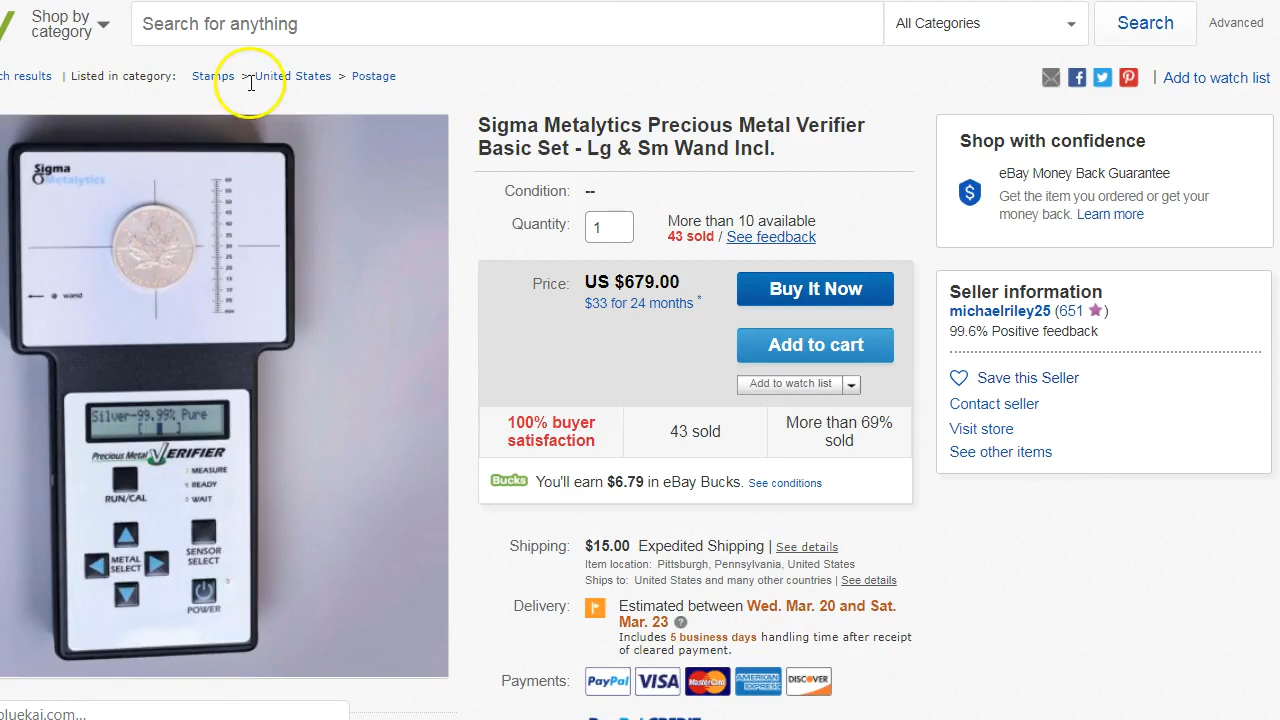 Shop by
category
Search for anything
All Categories
Search
Advanced
ch results | Listed in category: Stamps > United States > Postage
| Add to watch list
Sigma Metalytics Precious Metal Verifier
Basic Set - Lg & Sm Wand Incl.
Condition: --
Quantity: 1
More than 10 available
43 sold / See feedback
Price: US $679.00
$33 for 24 months *
Buy It Now
Add to cart
Add to watch list
100% buyer
satisfaction
43 sold
More than 69%
sold
Bucks You'll earn $6.79 in eBay Bucks. See conditions
Shipping: $15.00 Expedited Shipping | See details
Item location: Pittsburgh, Pennsylvania, United States
Ships to: United States and many other countries | See details
Delivery: Estimated between Wed. Mar. 20 and Sat.
Mar. 23 ?
Includes 5 business days handling time after receipt
of cleared payment.
Payments: PayPal VISA MasterCard AMERICAN EXPRESS DISCOVER
Shop with confidence
eBay Money Back Guarantee
Get the item you ordered or get your
money back. Learn more
Seller information
michaelriley25 (651 )
99.6% Positive feedback
Save this Seller
Contact seller
Visit store
See other items
Sigma
Metalytics
wand
Silver-99.99% Pure
[ ]
Precious Metal VERIFIER
RUN/CAL
MEASURE
READY
WAIT
METAL
SELECT
SENSOR
SELECT
POWER
oluekai.com...